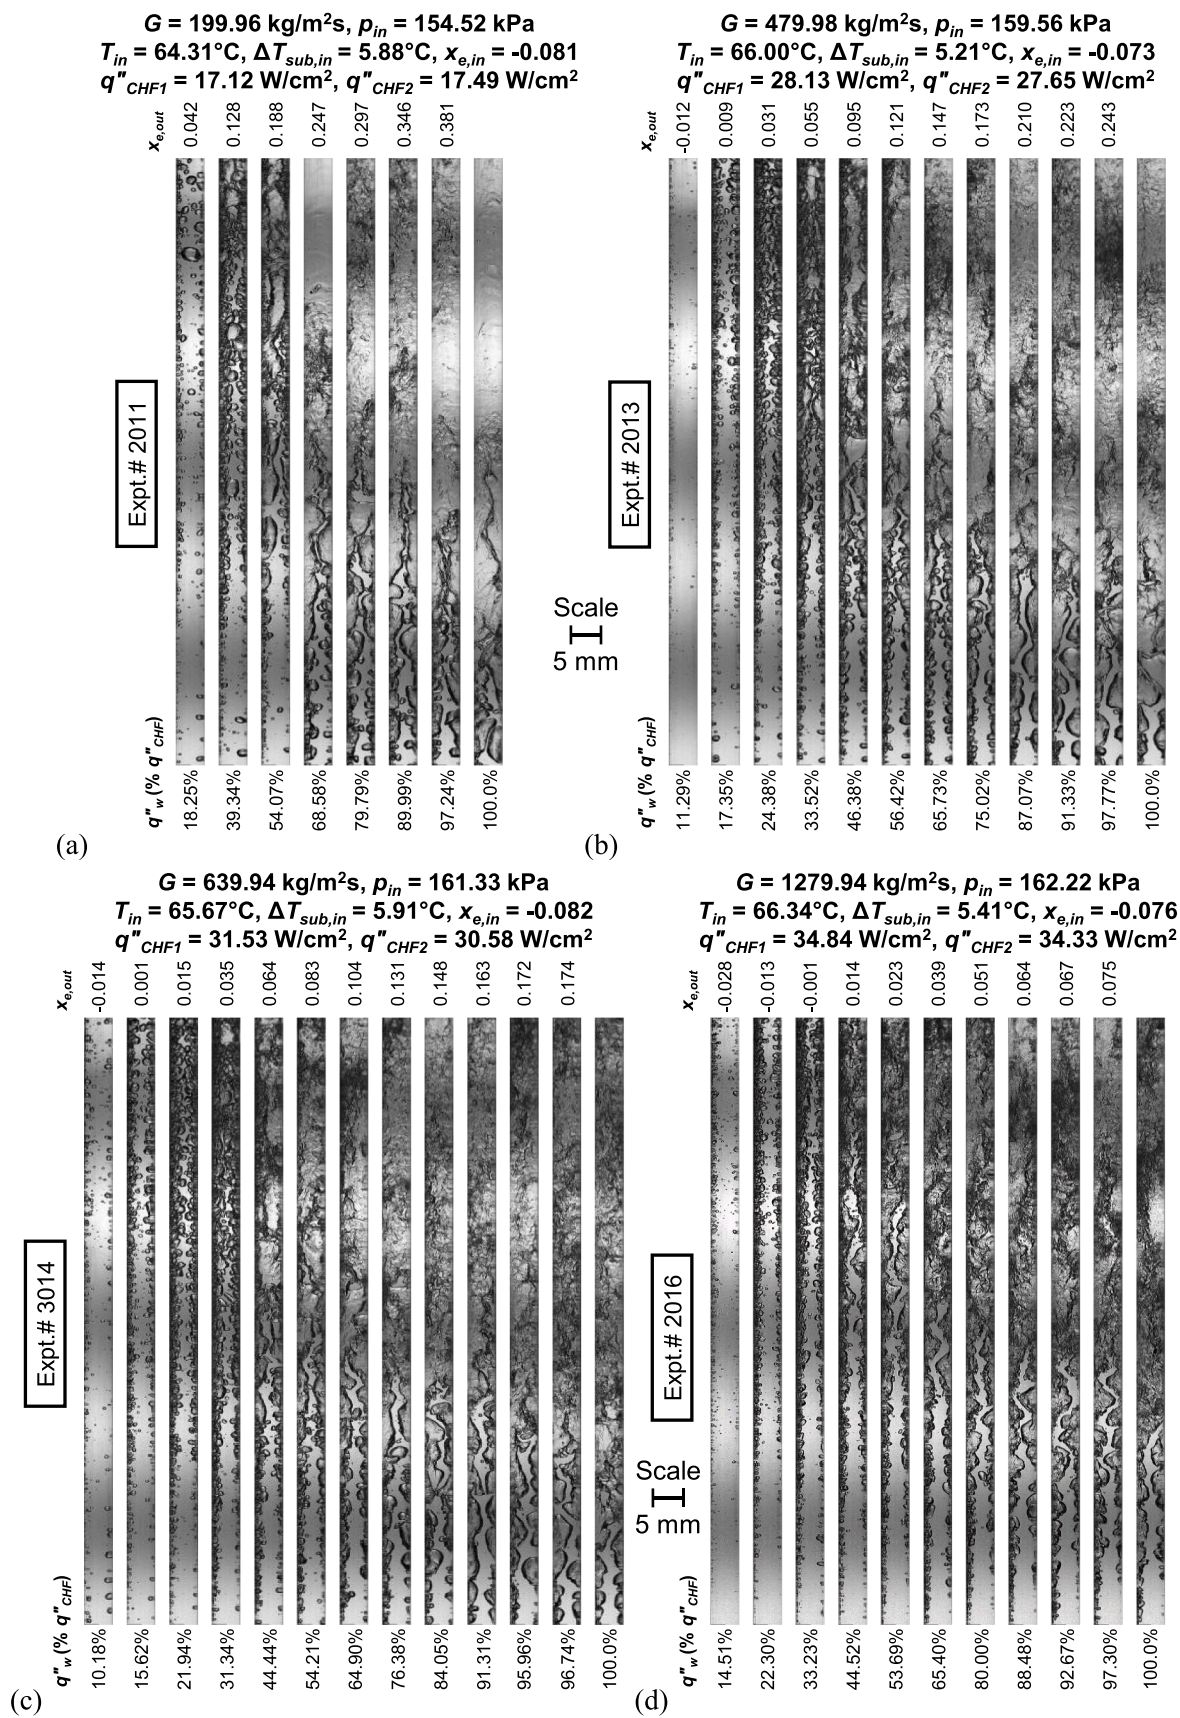 G = 199.96 kg/m²s, p_in = 154.52 kPa
T_in = 64.31°C, ΔT_sub,in = 5.88°C, x_e,in = -0.081
q″_CHF1 = 17.12 W/cm², q″_CHF2 = 17.49 W/cm²
x_e,out
0.042
0.128
0.188
0.247
0.297
0.346
0.381
Expt.# 2011
q″_w (% q″_CHF)
18.25%
39.34%
54.07%
68.58%
79.79%
89.99%
97.24%
100.0%
(a)
G = 479.98 kg/m²s, p_in = 159.56 kPa
T_in = 66.00°C, ΔT_sub,in = 5.21°C, x_e,in = -0.073
q″_CHF1 = 28.13 W/cm², q″_CHF2 = 27.65 W/cm²
x_e,out
-0.012
0.009
0.031
0.055
0.095
0.121
0.147
0.173
0.210
0.223
0.243
Expt.# 2013
Scale
5 mm
q″_w (% q″_CHF)
11.29%
17.35%
24.38%
33.52%
46.38%
56.42%
65.73%
75.02%
87.07%
91.33%
97.77%
100.0%
(b)
G = 639.94 kg/m²s, p_in = 161.33 kPa
T_in = 65.67°C, ΔT_sub,in = 5.91°C, x_e,in = -0.082
q″_CHF1 = 31.53 W/cm², q″_CHF2 = 30.58 W/cm²
x_e,out
-0.014
0.001
0.015
0.035
0.064
0.083
0.104
0.131
0.148
0.163
0.172
0.174
Expt.# 3014
q″_w (% q″_CHF)
10.18%
15.62%
21.94%
31.34%
44.44%
54.21%
64.90%
76.38%
84.05%
91.31%
95.96%
96.74%
100.0%
(c)
G = 1279.94 kg/m²s, p_in = 162.22 kPa
T_in = 66.34°C, ΔT_sub,in = 5.41°C, x_e,in = -0.076
q″_CHF1 = 34.84 W/cm², q″_CHF2 = 34.33 W/cm²
x_e,out
-0.028
-0.013
-0.001
0.014
0.023
0.039
0.051
0.064
0.067
0.075
Expt.# 2016
Scale
5 mm
q″_w (% q″_CHF)
14.51%
22.30%
33.23%
44.52%
53.69%
65.40%
80.00%
88.48%
92.67%
97.30%
100.0%
(d)